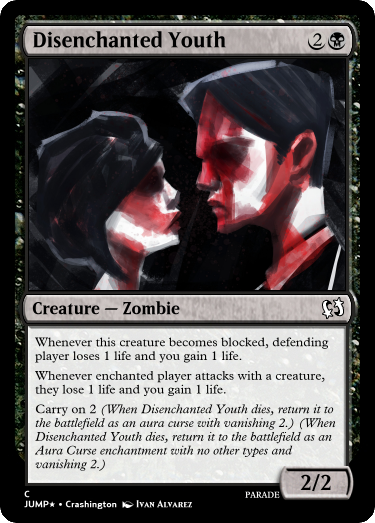 Disenchanted Youth 2
Creature — Zombie
Whenever this creature becomes blocked, defending
player loses 1 life and you gain 1 life.
Whenever enchanted player attacks with a creature,
they lose 1 life and you gain 1 life.
Carry on 2 (When Disenchanted Youth dies, return it to
the battlefield as an aura curse with vanishing 2.) (When
Disenchanted Youth dies, return it to the battlefield as an
Aura Curse enchantment with no other types and
vanishing 2.)
2/2
C
PARADE
JUMP★ • Crashington Ivan Alvarez